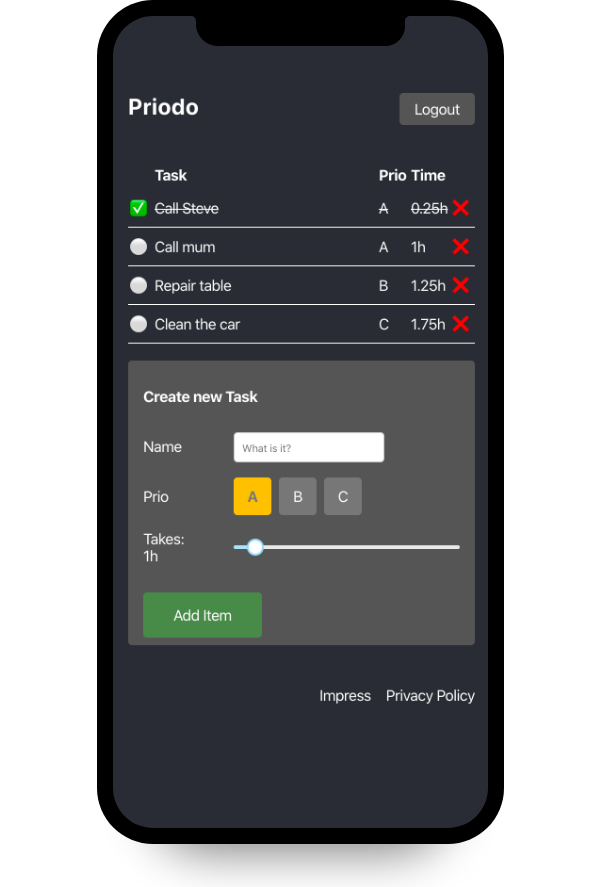 Priodo
Logout
Task Prio Time
Call Steve A 0.25h
Call mum A 1h
Repair table B 1.25h
Clean the car C 1.75h
Create new Task
Name What is it?
Prio A B C
Takes:
1h
Add Item
Impress Privacy Policy